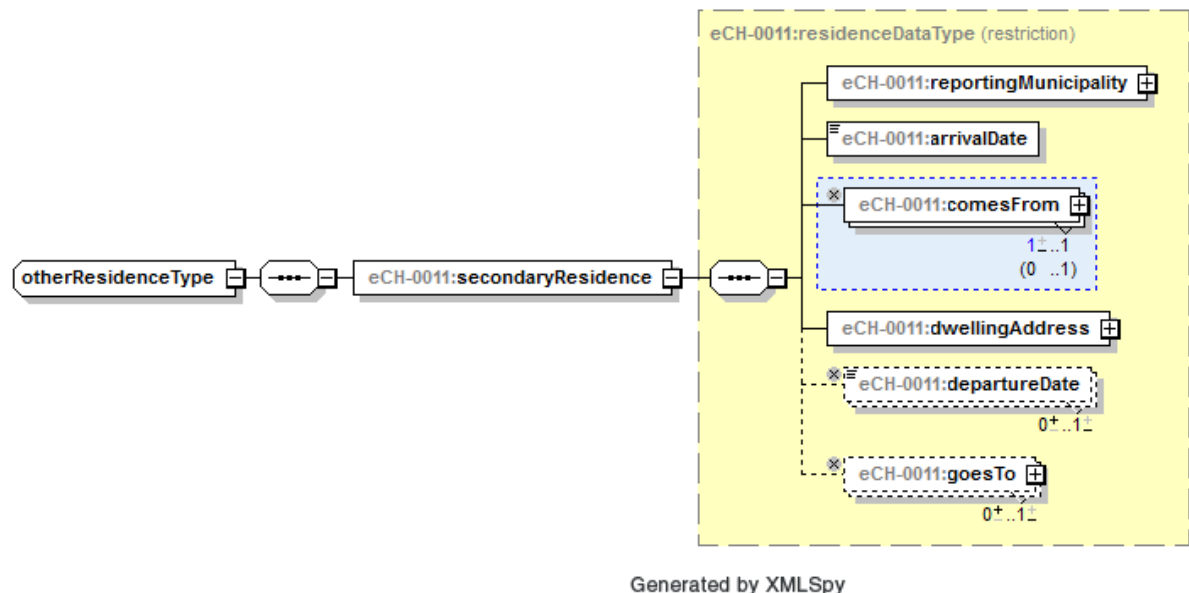 eCH-0011:residenceDataType (restriction)
eCH-0011:reportingMunicipality
eCH-0011:arrivalDate
eCH-0011:comesFrom
1±..1
(0 ..1)
otherResidenceType
eCH-0011:secondaryResidence
eCH-0011:dwellingAddress
eCH-0011:departureDate
0±..1±
eCH-0011:goesTo
0±..1±
Generated by XMLSpy